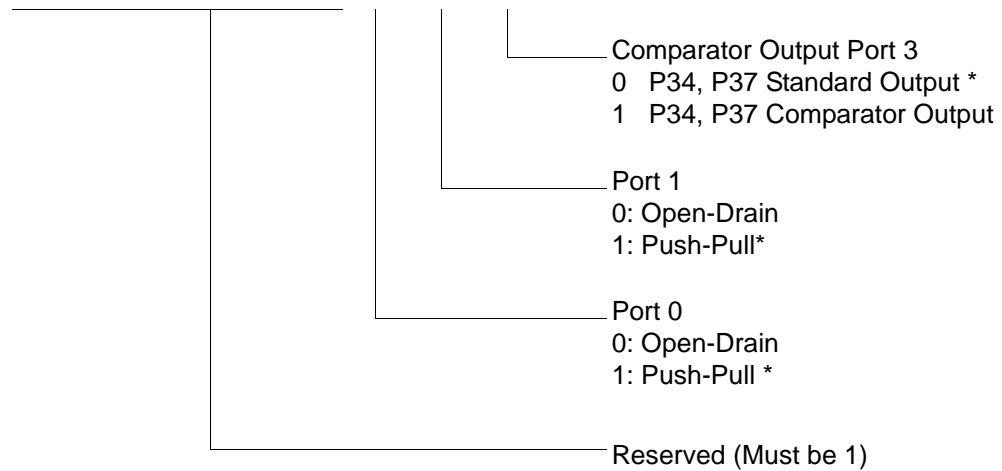 Comparator Output Port 3
0 P34, P37 Standard Output *
1 P34, P37 Comparator Output
Port 1
0: Open-Drain
1: Push-Pull*
Port 0
0: Open-Drain
1: Push-Pull *
Reserved (Must be 1)